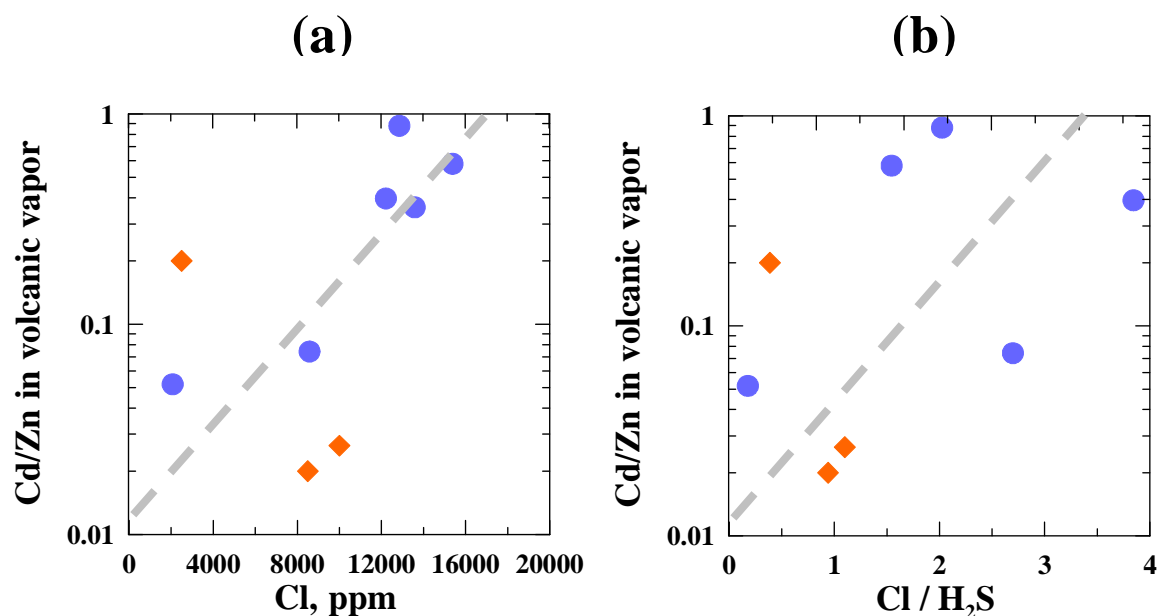 (a)
(b)
Cd/Zn in volcanic vapor
1
0.1
0.01
0 4000 8000 12000 16000 20000
Cl, ppm
Cd/Zn in volcanic vapor
1
0.1
0.01
0 1 2 3 4
Cl / H₂S